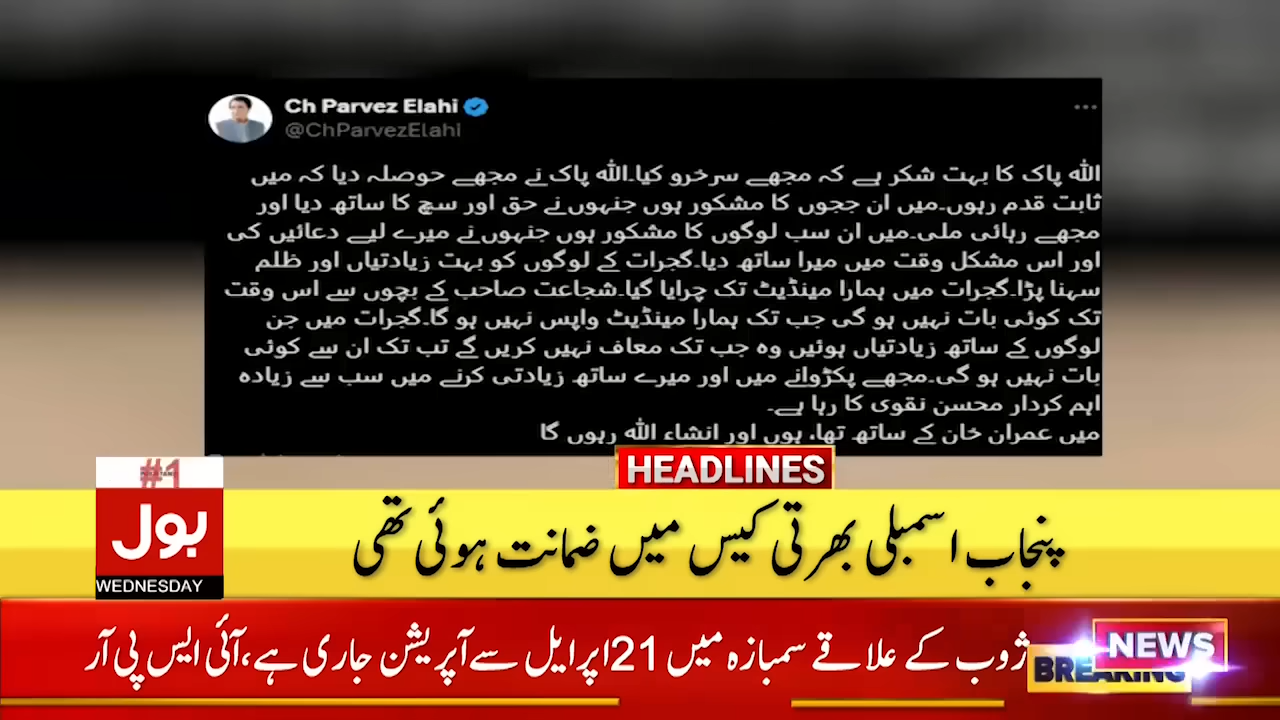 Ch Parvez Elahi
@ChParvezElahi
اللہ پاک کا بہت شکر ہے کہ مجھے سرخرو کیا۔اللہ پاک نے مجھے حوصلہ دیا کہ میں
ثابت قدم رہوں۔میں ان ججوں کا مشکور ہوں جنہوں نے حق اور سچ کا ساتھ دیا اور
مجھے رہائی ملی۔میں ان سب لوگوں کا مشکور ہوں جنہوں نے میرے لیے دعائیں کی
اور اس مشکل وقت میں میرا ساتھ دیا۔گجرات کے لوگوں کو بہت زیادتیاں اور ظلم
سہنا پڑا۔گجرات میں ہمارا مینڈیٹ تک چرایا گیا۔شجاعت صاحب کے بچوں سے اس وقت
تک کوئی بات نہیں ہو گی جب تک ہمارا مینڈیٹ واپس نہیں ہو گا۔گجرات میں جن
لوگوں کے ساتھ زیادتیاں ہوئیں وہ جب تک معاف نہیں کریں گے تب تک ان سے کوئی
بات نہیں ہو گی۔مجھے پکڑوانے میں اور میرے ساتھ زیادتی کرنے میں سب سے زیادہ
اہم کردار محسن نقوی کا رہا ہے۔
میں عمران خان کے ساتھ تھا، ہوں اور انشاء اللہ رہوں گا
HEADLINES
#1
بول
WEDNESDAY
پنجاب اسمبلی بھرتی کیس میں ضمانت ہوئی تھی
ژوب کے علاقے سمبازہ میں 21 اپریل سے آپریشن جاری ہے، آئی ایس پی آر
NEWS
BREAKING